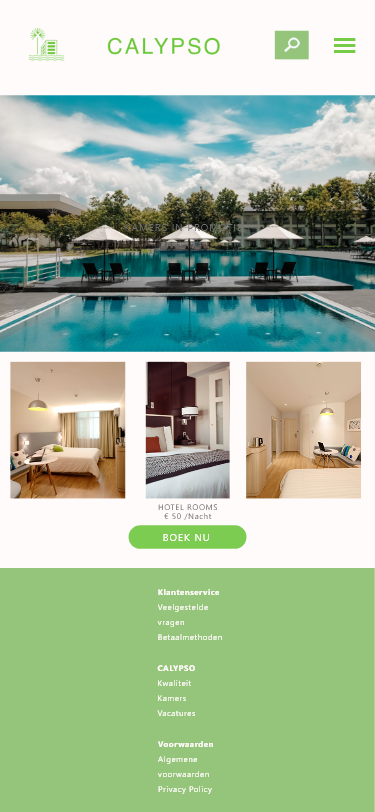 CALYPSO
KAMERS IN PROMOTIE
HOTEL ROOMS
€ 50 /Nacht
BOEK NU
Klantenservice
Veelgestelde
vragen
Betaalmethoden
CALYPSO
Kwaliteit
Kamers
Vacatures
Voorwaarden
Algemene
voorwaarden
Privacy Policy